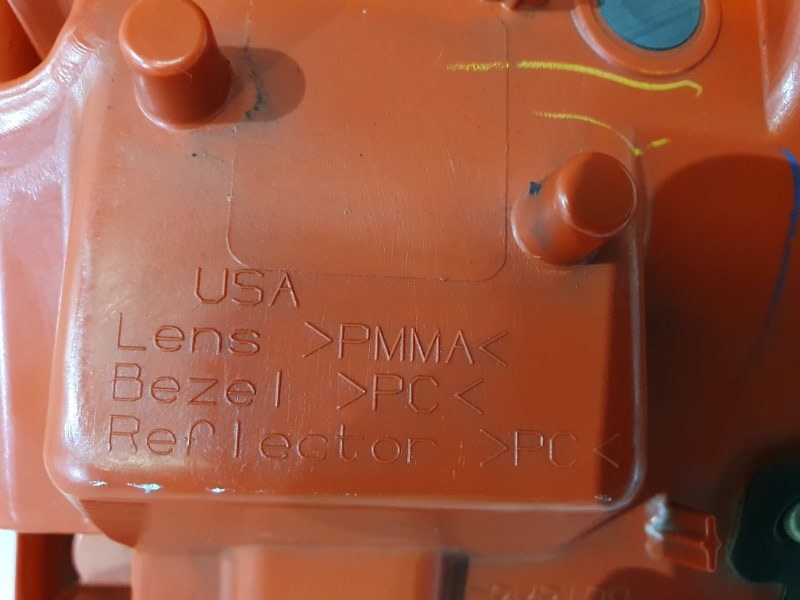 USA
Lens >PMMA<
Bezel >PC<
Reflector >PC<